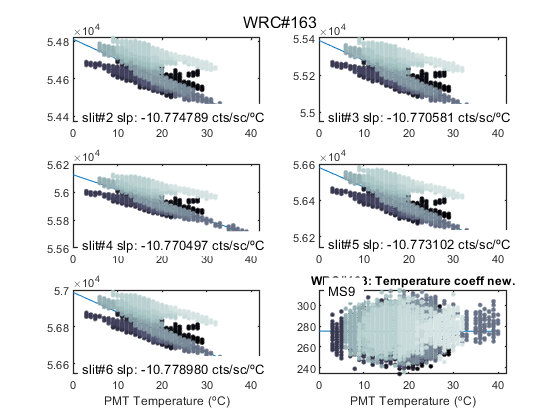 WRC#163
×10⁴
5.48
5.46
5.44
slit#2 slp: -10.774789 cts/sc/ºC
0 10 20 30 40
×10⁴
5.54
5.52
5.5
slit#3 slp: -10.770581 cts/sc/ºC
0 10 20 30 40
×10⁴
5.62
5.6
5.58
5.56
slit#4 slp: -10.770497 cts/sc/ºC
0 10 20 30 40
×10⁴
5.66
5.64
5.62
slit#5 slp: -10.773102 cts/sc/ºC
0 10 20 30 40
×10⁴
5.7
5.68
5.66
slit#6 slp: -10.778980 cts/sc/ºC
0 10 20 30 40
PMT Temperature (ºC)
3: Temperature coeff new.
MS9
300
280
260
240
0 10 20 30 40
PMT Temperature (ºC)